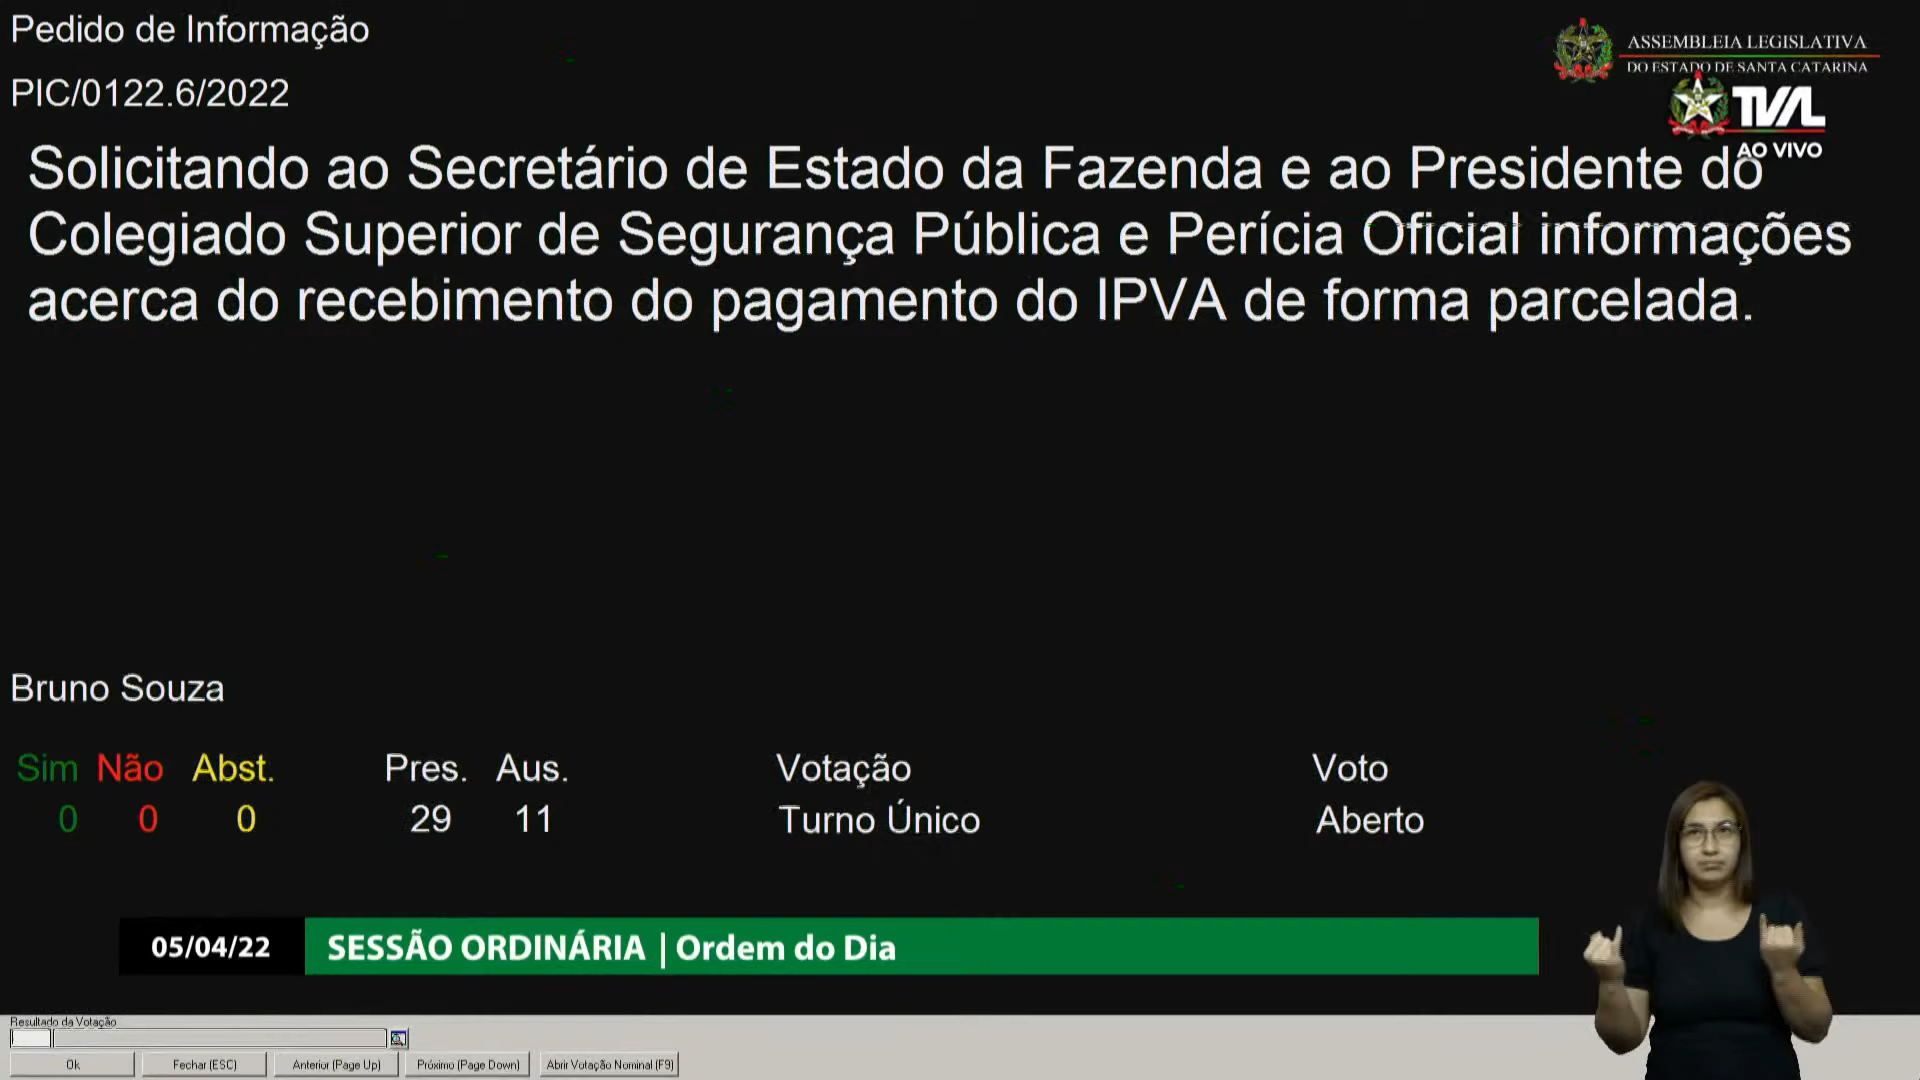 Pedido de Informação
PIC/0122.6/2022
ASSEMBLEIA LEGISLATIVA
DO ESTADO DE SANTA CATARINA
TVAL
AO VIVO
Solicitando ao Secretário de Estado da Fazenda e ao Presidente do
Colegiado Superior de Segurança Pública e Perícia Oficial informações
acerca do recebimento do pagamento do IPVA de forma parcelada.
Bruno Souza
Sim Não Abst. Pres. Aus. Votação Voto
0 0 0 29 11 Turno Único Aberto
05/04/22 SESSÃO ORDINÁRIA | Ordem do Dia
Resultado da Votação
Ok Fechar (ESC) Anterior (Page Up) Próximo (Page Down) Abrir Votação Nominal (F9)